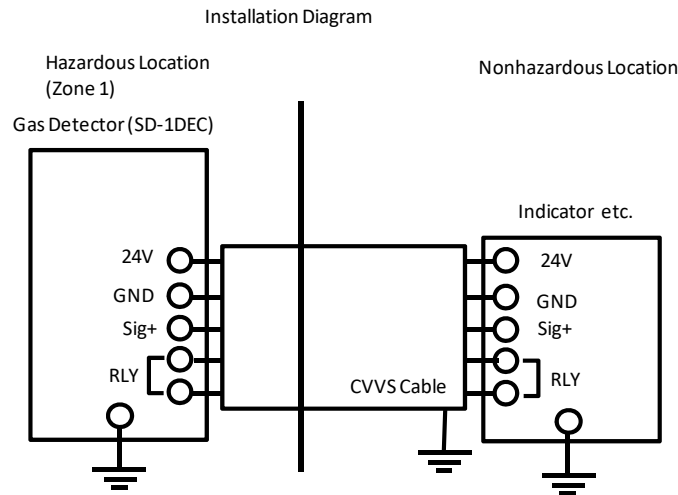 Installation Diagram
Hazardous Location
(Zone 1)
Nonhazardous Location
Gas Detector (SD-1DEC)
Indicator etc.
24V
GND
Sig+
RLY
CVVS Cable
24V
GND
Sig+
RLY